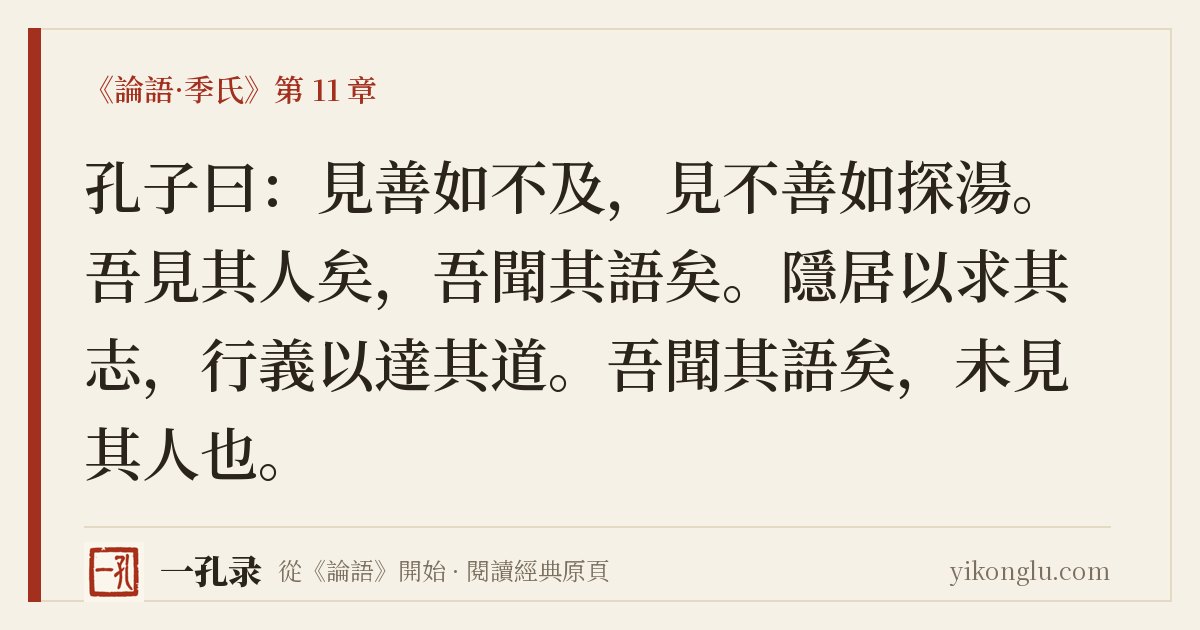 《論語·季氏》第 11 章
孔子曰：見善如不及，見不善如探湯。
吾見其人矣，吾聞其語矣。隱居以求其
志，行義以達其道。吾聞其語矣，未見
其人也。
一孔
一孔录
從《論語》開始 · 閱讀經典原頁
yikonglu.com